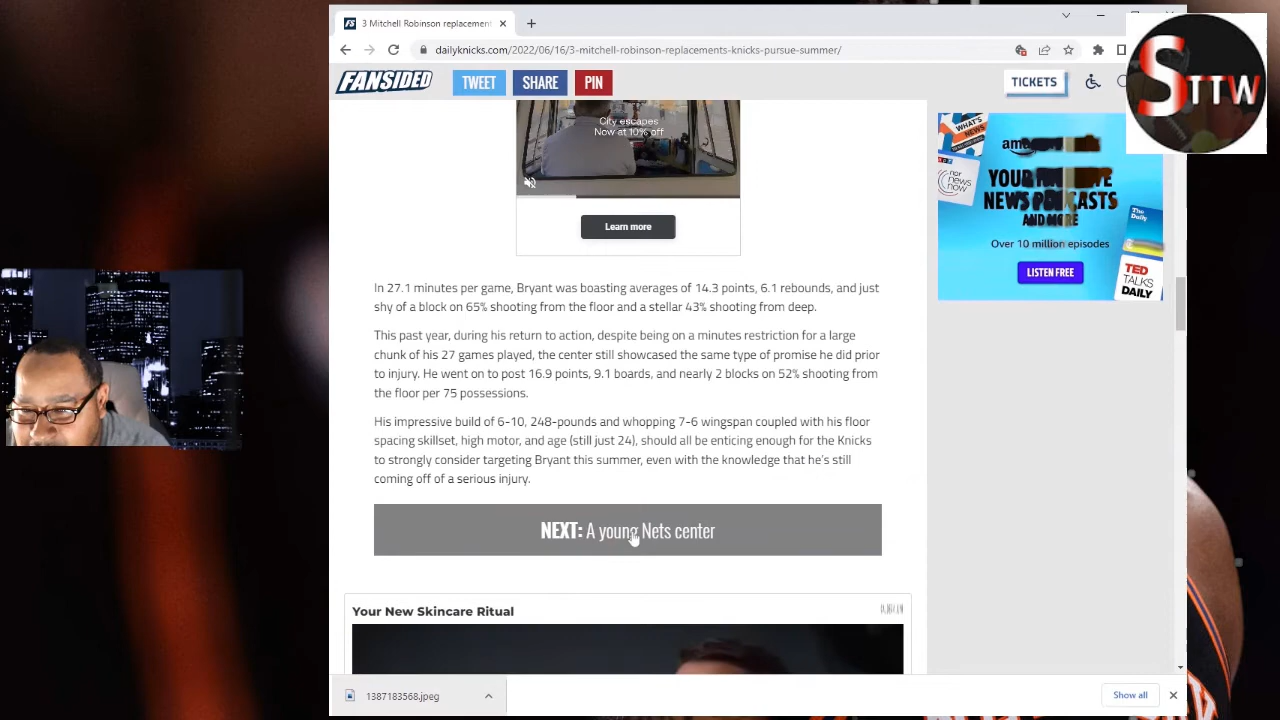 3 Mitchell Robinson replacement
dailyknicks.com/2022/06/16/3-mitchell-robinson-replacements-knicks-pursue-summer/
FANSIDED
TWEET
SHARE
PIN
TICKETS
STTW
City escapes
Now at 10% off
Learn more
WHAT'S NEWS
npr news now
YOUR
NEWS PODCASTS
AND MORE
The Daily
Over 10 million episodes
LISTEN FREE
TED TALKS DAILY
In 27.1 minutes per game, Bryant was boasting averages of 14.3 points, 6.1 rebounds, and just
shy of a block on 65% shooting from the floor and a stellar 43% shooting from deep.
This past year, during his return to action, despite being on a minutes restriction for a large
chunk of his 27 games played, the center still showcased the same type of promise he did prior
to injury. He went on to post 16.9 points, 9.1 boards, and nearly 2 blocks on 52% shooting from
the floor per 75 possessions.
His impressive build of 6-10, 248-pounds and whopping 7-6 wingspan coupled with his floor
spacing skillset, high motor, and age (still just 24), should all be enticing enough for the Knicks
to strongly consider targeting Bryant this summer, even with the knowledge that he's still
coming off of a serious injury.
NEXT: A young Nets center
Your New Skincare Ritual
1387183568.jpeg
Show all